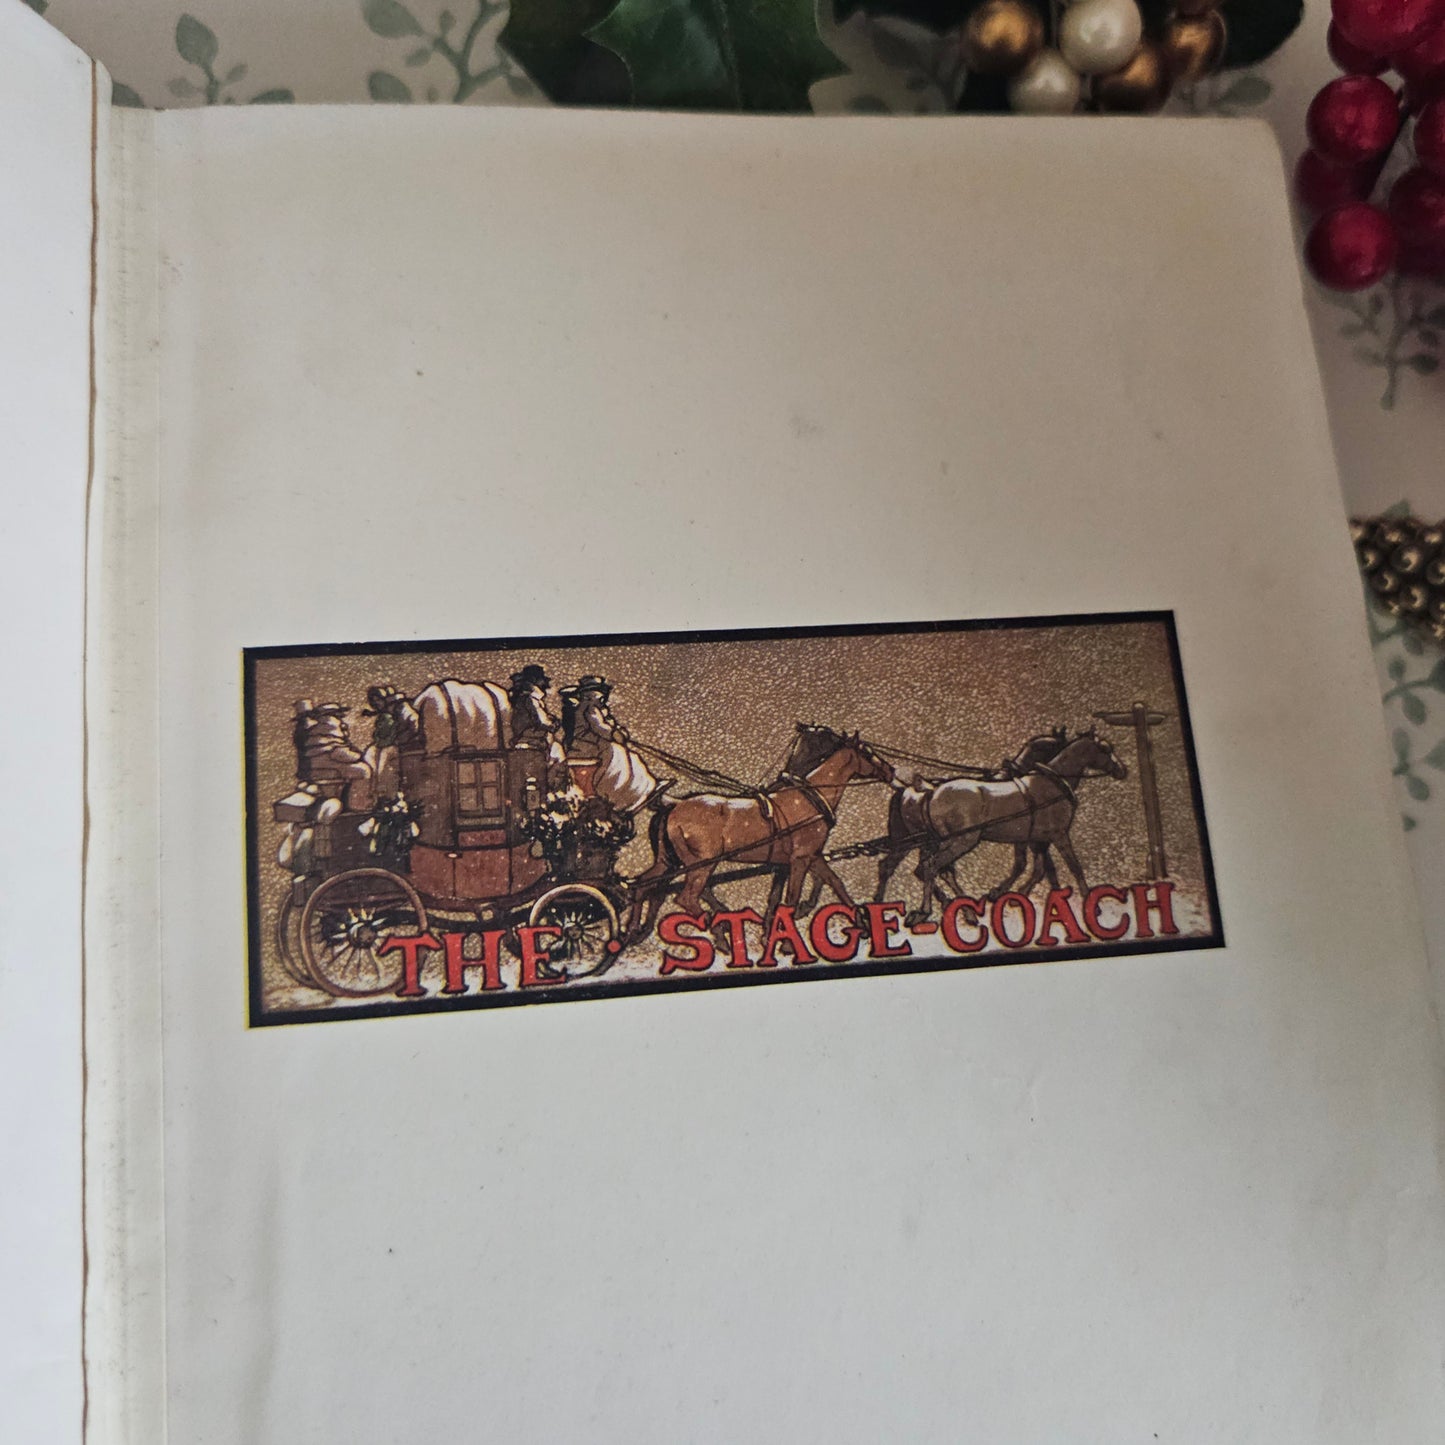 THE · STAGE-COACH